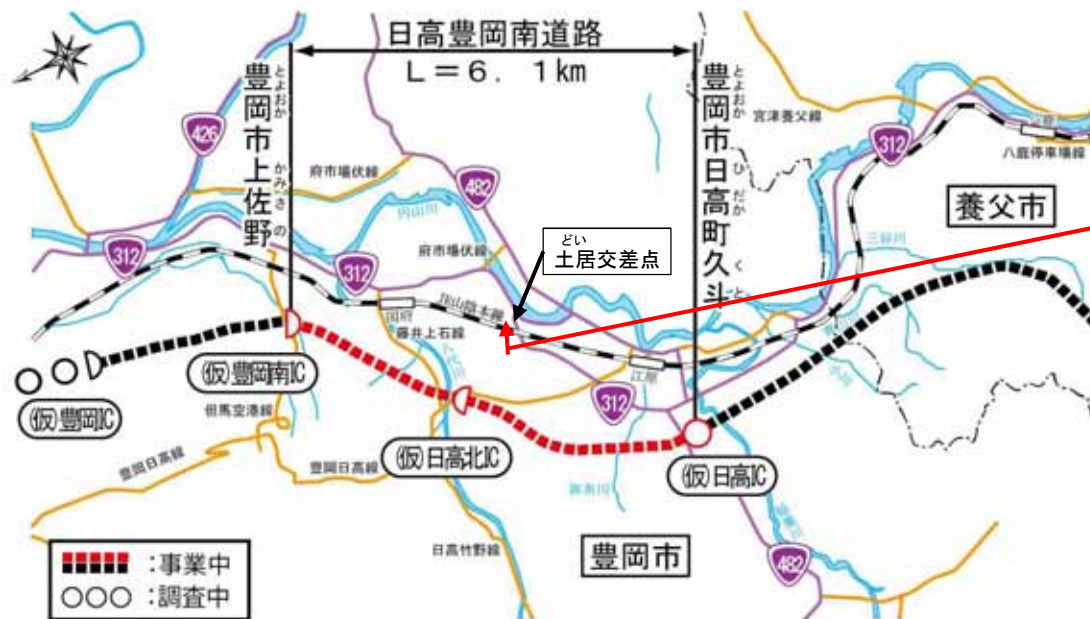 日高豊岡南道路
L=6.1km
豊岡市上佐野
とよおか
かみさの
豊岡市日高町久斗
とよおか
ひだか
くと
426
312
府市場伏線
482
円山川
府市場伏線
312
どい
土居交差点
宮津養父線
312
八鹿停車場線
養父市
三谷川
JR山陰本線
国府
藤井上石線
江原
312
(仮)豊岡南IC
(仮)豊岡IC
但馬空港線
豊岡日高線
豊岡日高線
(仮)日高北IC
(仮)日高IC
日高竹野線
豊岡市
482
:事業中
:調査中